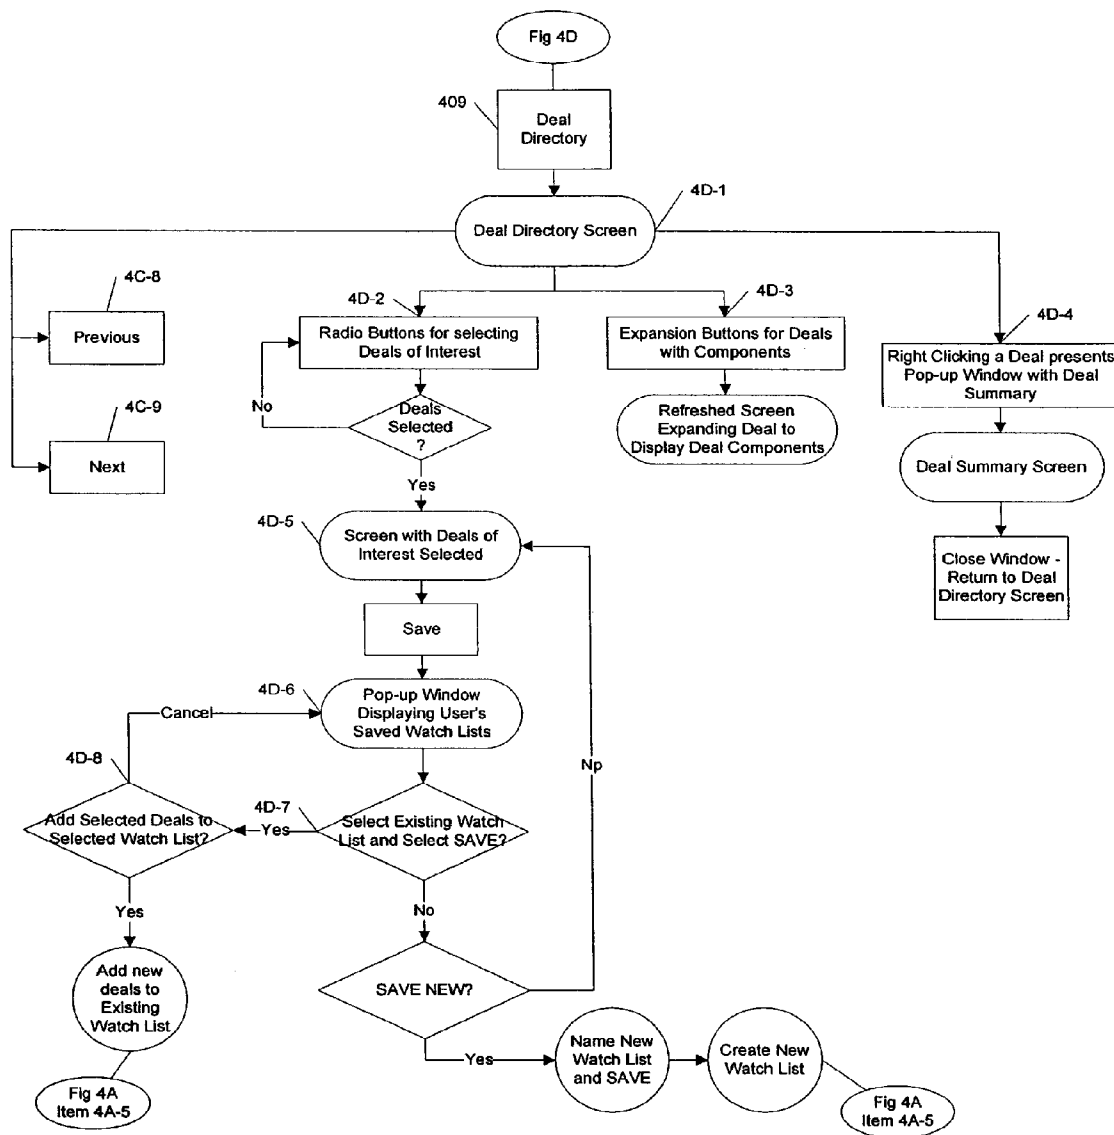 Fig 4D
409
Deal
Directory
4D-1
Deal Directory Screen
4C-8
Previous
4C-9
Next
4D-2
Radio Buttons for selecting
Deals of Interest
No
Deals
Selected
?
Yes
4D-3
Expansion Buttons for Deals
with Components
Refreshed Screen
Expanding Deal to
Display Deal Components
4D-4
Right Clicking a Deal presents
Pop-up Window with Deal
Summary
Deal Summary Screen
Close Window -
Return to Deal
Directory Screen
4D-5
Screen with Deals of
Interest Selected
Save
4D-6
Pop-up Window
Displaying User's
Saved Watch Lists
Cancel
Np
4D-8
Add Selected Deals to
Selected Watch List?
4D-7
Yes
Select Existing Watch
List and Select SAVE?
Yes
No
Add new
deals to
Existing
Watch List
SAVE NEW?
Yes
Name New
Watch List
and SAVE
Create New
Watch List
Fig 4A
Item 4A-5
Fig 4A
Item 4A-5